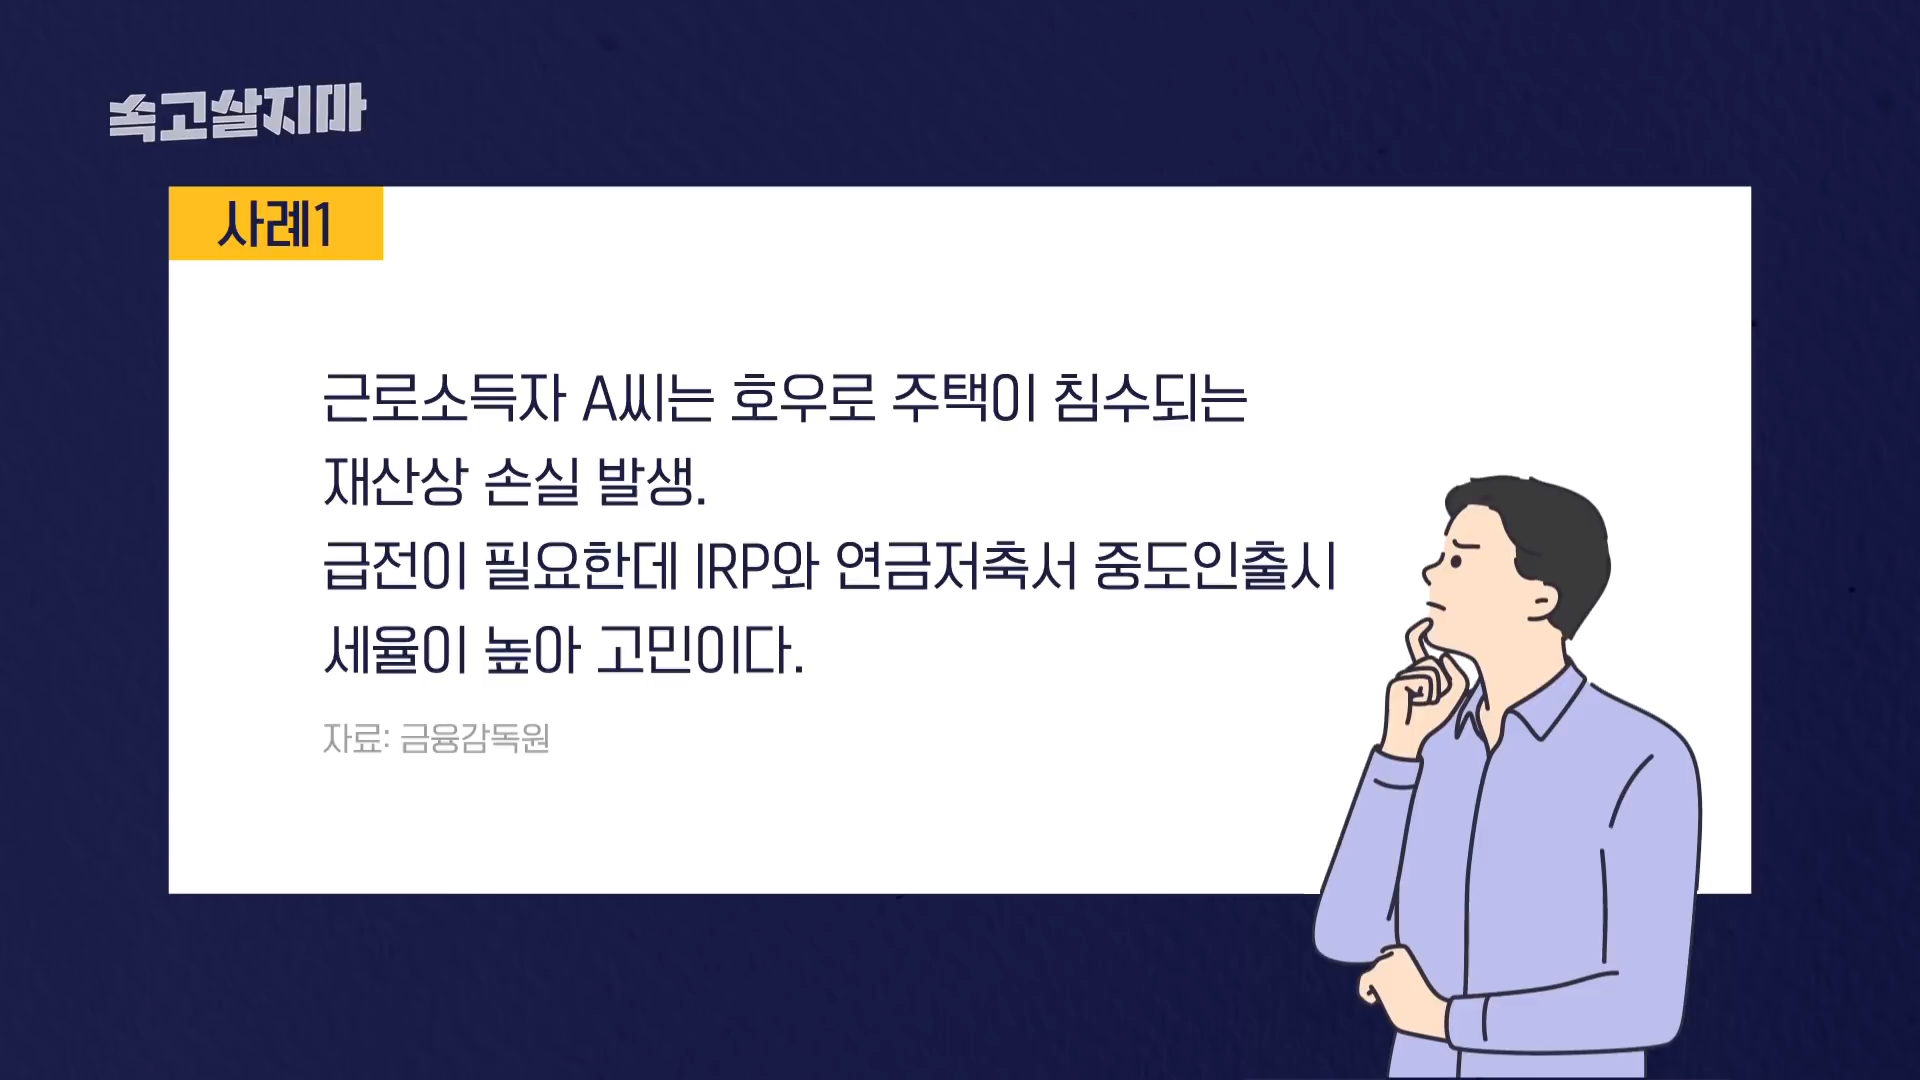 속고살지마
사례1
근로소득자 A씨는 호우로 주택이 침수되는
재산상 손실 발생.
급전이 필요한데 IRP와 연금저축서 중도인출시
세율이 높아 고민이다.
자료: 금융감독원